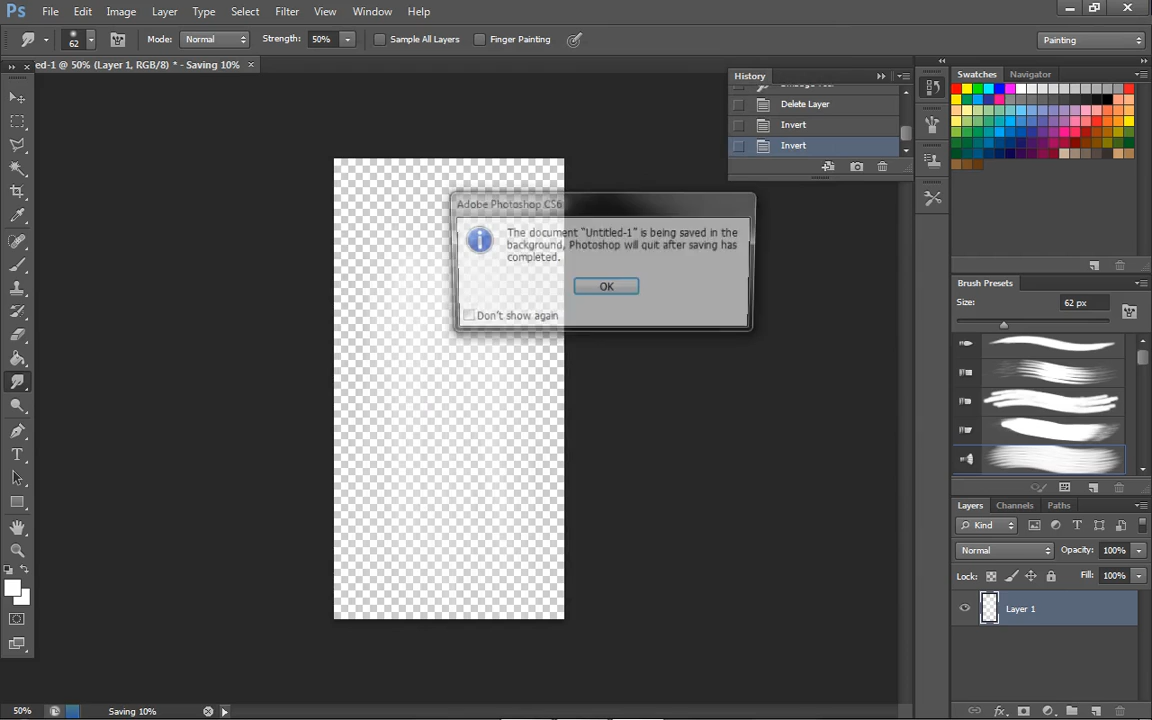 Ps File Edit Image Layer Type Select Filter View Window Help
62 Mode: Normal Strength: 50% Sample All Layers Finger Painting Painting
ed-1 @ 50% (Layer 1, RGB/8) * - Saving 10%
History
Delete Layer
Invert
Invert
Swatches Navigator
Adobe Photoshop CS6
The document "Untitled-1" is being saved in the
background, Photoshop will quit after saving has
completed.
OK
Don't show again
Brush Presets
Size: 62 px
Layers Channels Paths
Kind
Normal Opacity: 100%
Lock: Fill: 100%
Layer 1
50% Saving 10%